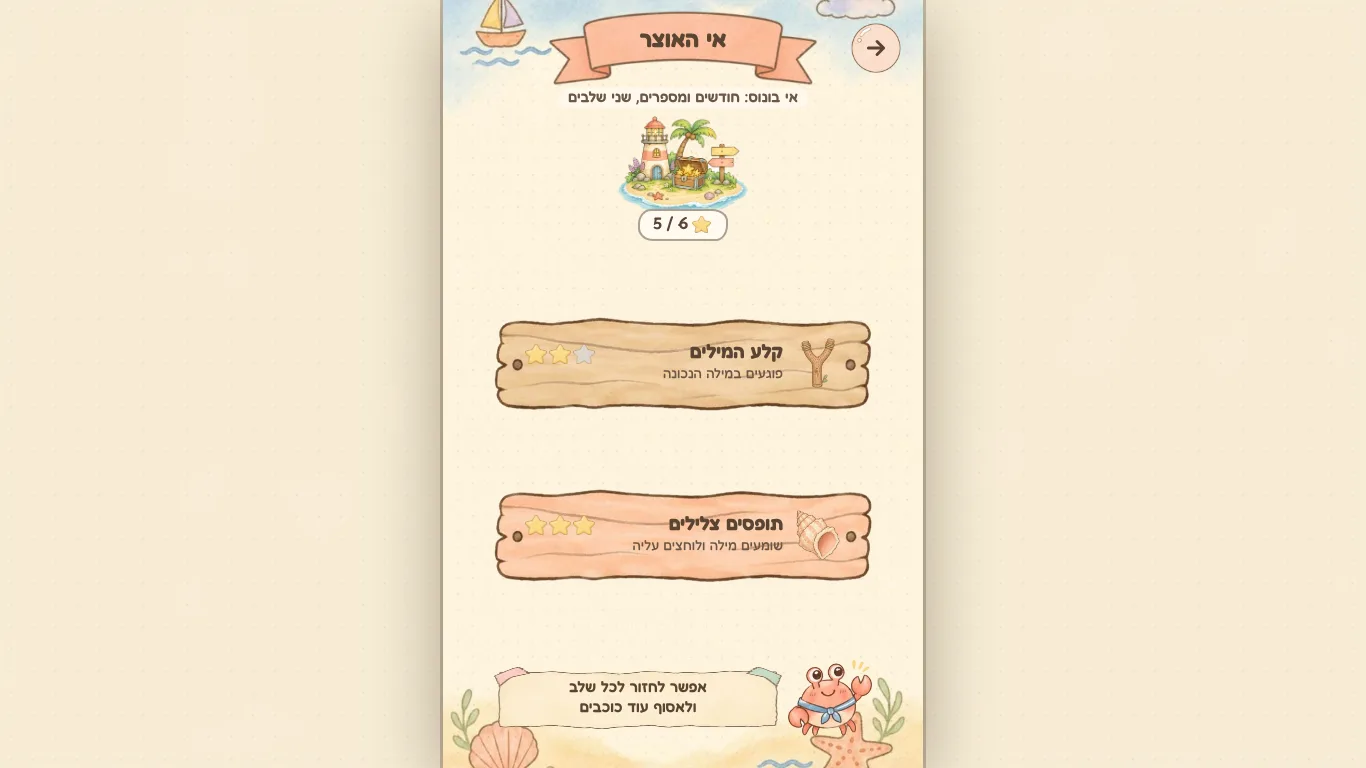 אי האוצר
אי בונוס: חודשים ומספרים, שני שלבים
5 / 6
קלע המילים
פוגעים במילה הנכונה
תופסים צלילים
שומעים מילה ולוחצים עליה
אפשר לחזור לכל שלב
ולאסוף עוד כוכבים